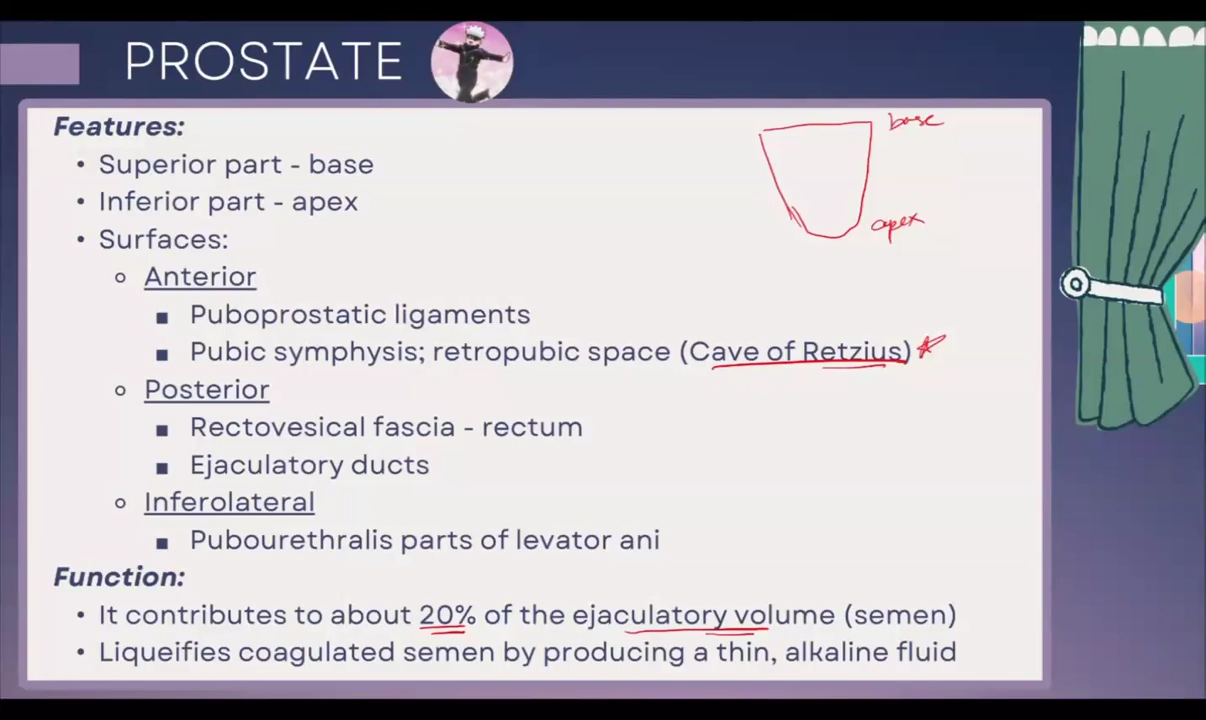 PROSTATE
Features:
• Superior part - base
• Inferior part - apex
• Surfaces:
base
apex
○ Anterior
■ Puboprostatic ligaments
■ Pubic symphysis; retropubic space (Cave of Retzius)
○ Posterior
■ Rectovesical fascia - rectum
■ Ejaculatory ducts
○ Inferolateral
■ Pubourethralis parts of levator ani
Function:
• It contributes to about 20% of the ejaculatory volume (semen)
• Liqueifies coagulated semen by producing a thin, alkaline fluid